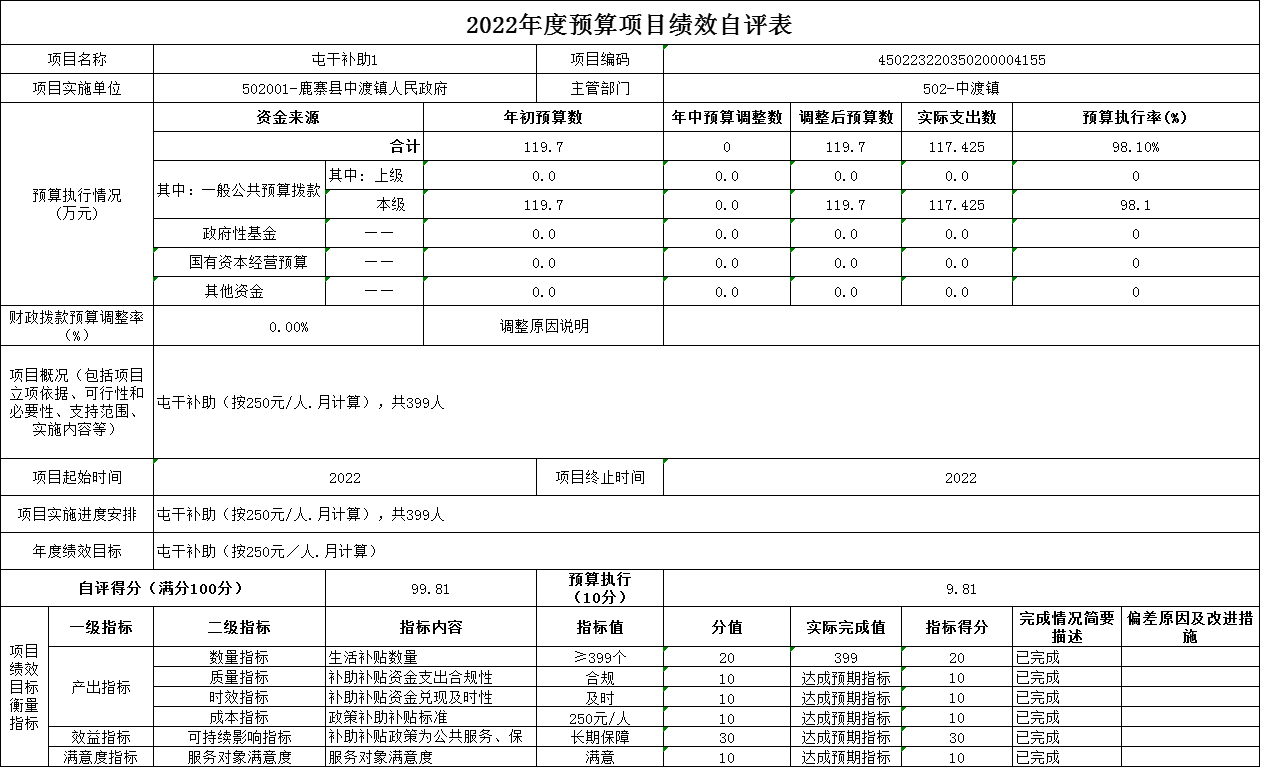 2022年度预算项目绩效自评表
项目名称 屯干补助1 项目编码 450223220350200004155
项目实施单位 502001-鹿寨县中渡镇人民政府 主管部门 502-中渡镇
预算执行情况
(万元)
资金来源 年初预算数 年中预算调整数 调整后预算数 实际支出数 预算执行率(%)
合计 119.7 0 119.7 117.425 98.10%
其中：一般公共预算拨款 其中：上级 0.0 0.0 0.0 0.0 0
本级 119.7 0.0 119.7 117.425 98.1
政府性基金 —— 0.0 0.0 0.0 0.0 0
国有资本经营预算 —— 0.0 0.0 0.0 0.0 0
其他资金 —— 0.0 0.0 0.0 0.0 0
财政拨款预算调整率
(%)
0.00% 调整原因说明
项目概况（包括项目
立项依据、可行性和
必要性、支持范围、
实施内容等）
屯干补助（按250元/人.月计算），共399人
项目起始时间 2022 项目终止时间 2022
项目实施进度安排 屯干补助（按250元/人.月计算），共399人
年度绩效目标 屯干补助（按250元／人.月计算）
自评得分（满分100分） 99.81 预算执行
（10分）
9.81
项目
绩效
目标
衡量
指标
一级指标 二级指标 指标内容 指标值 分值 实际完成值 指标得分 完成情况简要
描述
偏差原因及改进措
施
产出指标 数量指标 生活补贴数量 ≥399个 20 399 20 已完成
质量指标 补助补贴资金支出合规性 合规 10 达成预期指标 10 已完成
时效指标 补助补贴资金兑现及时性 及时 10 达成预期指标 10 已完成
成本指标 政策补助补贴标准 250元/人 10 达成预期指标 10 已完成
效益指标 可持续影响指标 补助补贴政策为公共服务、保 长期保障 30 达成预期指标 30 已完成
满意度指标 服务对象满意度 服务对象满意度 满意 10 达成预期指标 10 已完成